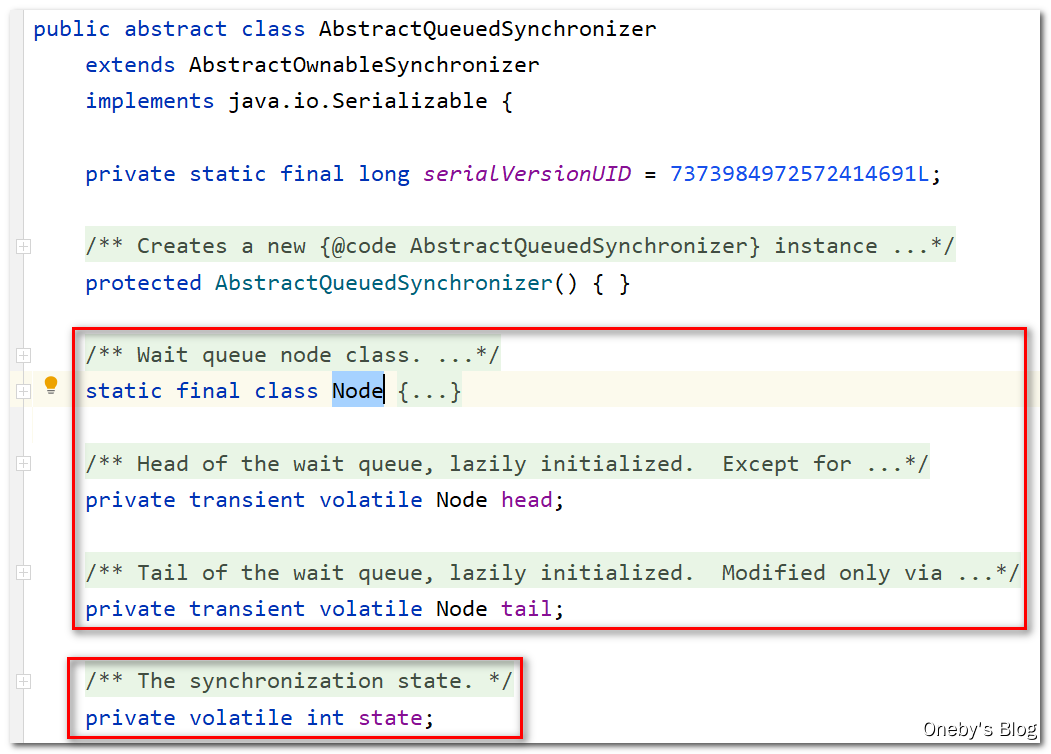 public abstract class AbstractQueuedSynchronizer
extends AbstractOwnableSynchronizer
implements java.io.Serializable {
private static final long serialVersionUID = 7373984972572414691L;
/** Creates a new {@code AbstractQueuedSynchronizer} instance ...*/
protected AbstractQueuedSynchronizer() { }
/** Wait queue node class. ...*/
static final class Node {...}
/** Head of the wait queue, lazily initialized.  Except for ...*/
private transient volatile Node head;
/** Tail of the wait queue, lazily initialized.  Modified only via ...*/
private transient volatile Node tail;
/** The synchronization state. */
private volatile int state;
Oneby's Blog